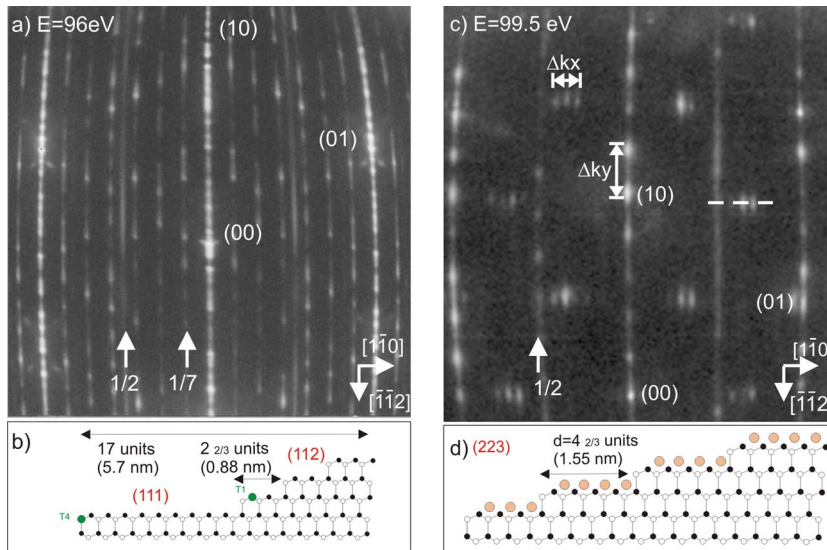 a) E=96eV
(10)
(01)
(00)
1/2
1/7
[11̄0]
[1̄1̄2]
b)
17 units
(5.7 nm)
2 2/3 units
(0.88 nm)
(112)
(111)
T1
T4
c) E=99.5 eV
Δkx
Δky
(10)
(01)
(00)
1/2
[11̄0
[1̄1̄2]
d) (223)
d=4 2/3 units
(1.55 nm)